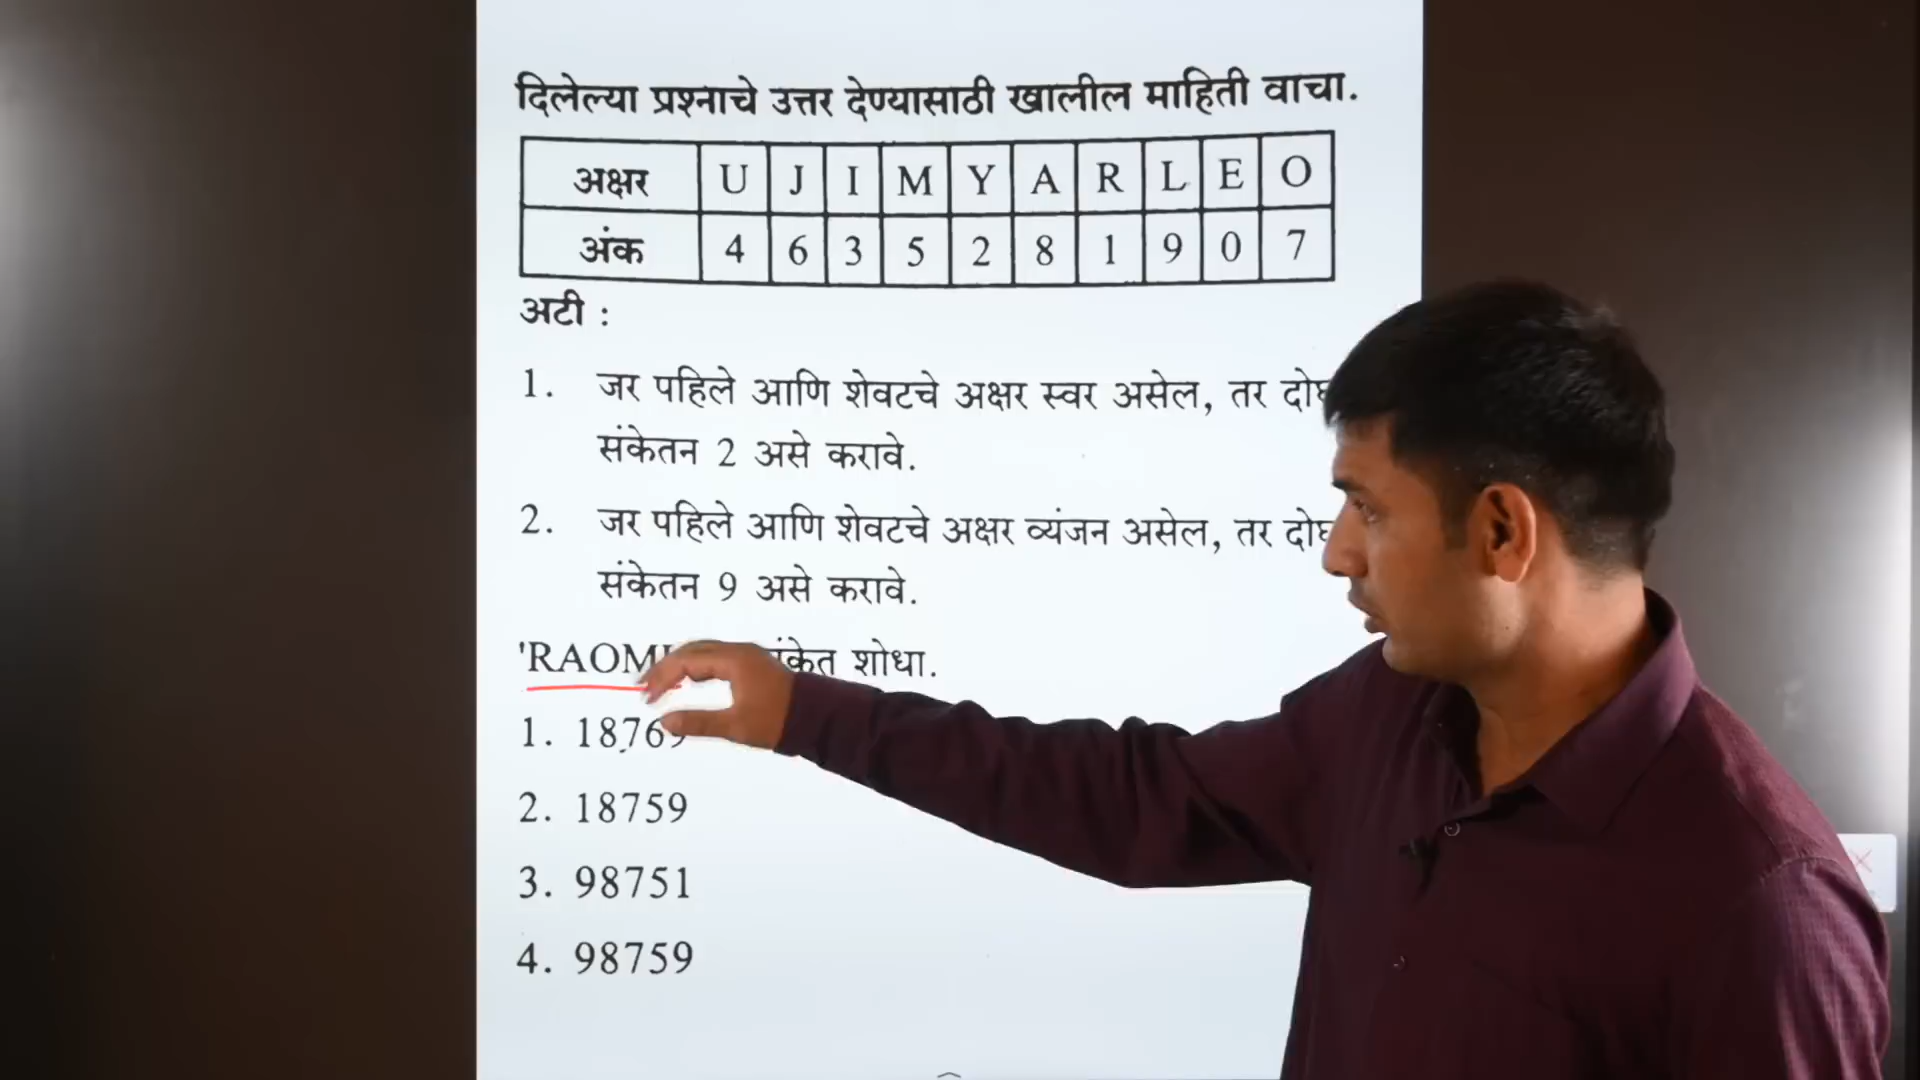 दिलेल्या प्रश्नाचे उत्तर देण्यासाठी खालील माहिती वाचा.
अक्षर U J I M Y A R L E O
अंक 4 6 3 5 2 8 1 9 0 7
अटी :
1. जर पहिले आणि शेवटचे अक्षर स्वर असेल, तर
संकेतन 2 असे करावे.
2. जर पहिले आणि शेवटचे अक्षर व्यंजन असेल, तर
संकेतन 9 असे करावे.
'RAOM शोधा.
1. 18769
2. 18759
3. 98751
4. 98759